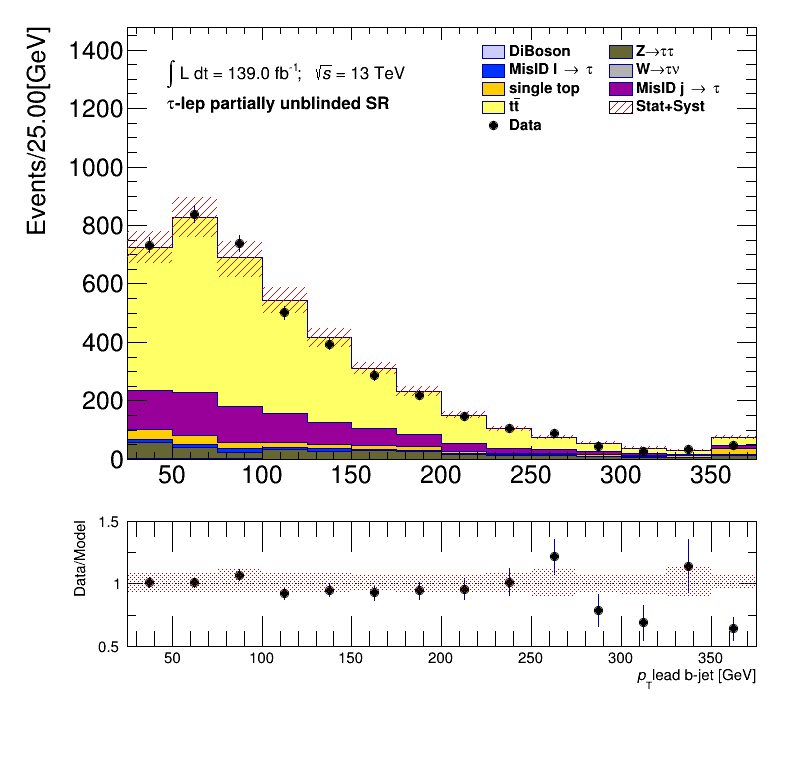 Events/25.00[GeV]
1400
1200
1000
800
600
400
200
0
∫ L dt = 139.0 fb⁻¹; √s = 13 TeV
τ-lep partially unblinded SR
DiBoson
MisID l → τ
single top
tt̄
Data
Z→ττ
W→τν
MisID j → τ
Stat+Syst
50 100 150 200 250 300 350
Data/Model
1.5
1
0.5
50 100 150 200 250 300 350
p_T lead b-jet [GeV]